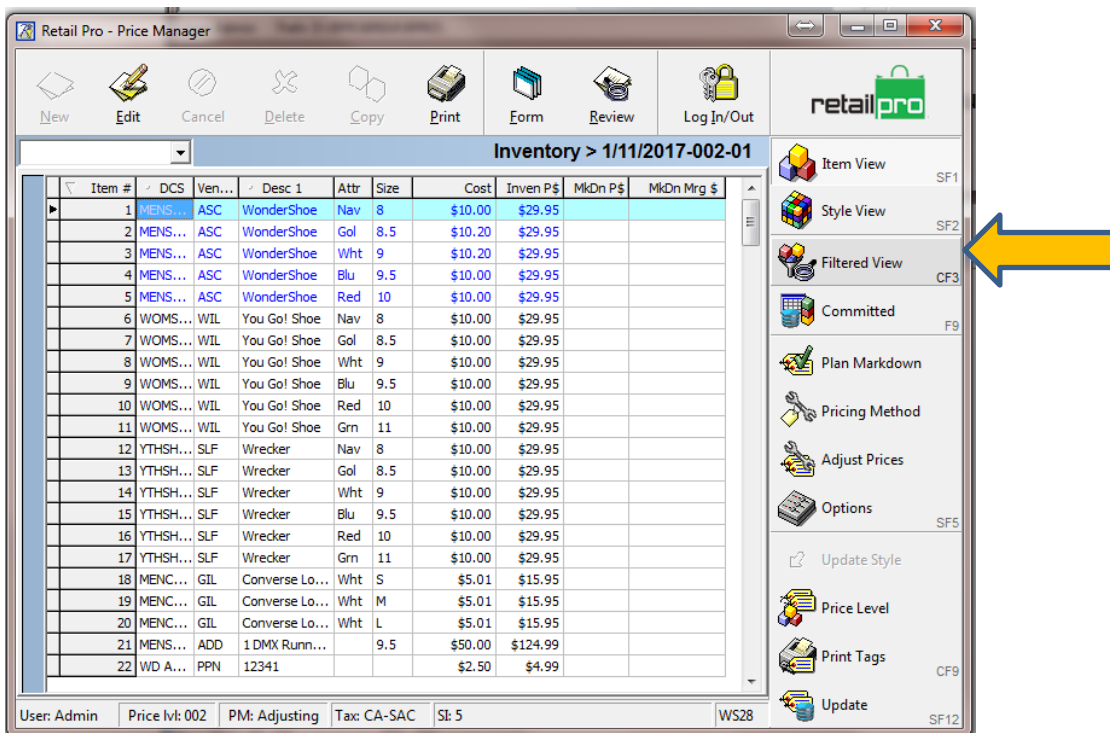 Retail Pro - Price Manager
New Edit Cancel Delete Copy Print Form Review Log In/Out
retail pro
Inventory > 1/11/2017-002-01
Item # DCS Ven... Desc 1 Attr Size Cost Inven P$ MkDn P$ MkDn Mrg $
1 MENS... ASC WonderShoe Nav 8 $10.00 $29.95
2 MENS... ASC WonderShoe Gol 8.5 $10.20 $29.95
3 MENS... ASC WonderShoe Wht 9 $10.20 $29.95
4 MENS... ASC WonderShoe Blu 9.5 $10.00 $29.95
5 MENS... ASC WonderShoe Red 10 $10.00 $29.95
6 WOMS... WIL You Go! Shoe Nav 8 $10.00 $29.95
7 WOMS... WIL You Go! Shoe Gol 8.5 $10.00 $29.95
8 WOMS... WIL You Go! Shoe Wht 9 $10.00 $29.95
9 WOMS... WIL You Go! Shoe Blu 9.5 $10.00 $29.95
10 WOMS... WIL You Go! Shoe Red 10 $10.00 $29.95
11 WOMS... WIL You Go! Shoe Grn 11 $10.00 $29.95
12 YTHSH... SLF Wrecker Nav 8 $10.00 $29.95
13 YTHSH... SLF Wrecker Gol 8.5 $10.00 $29.95
14 YTHSH... SLF Wrecker Wht 9 $10.00 $29.95
15 YTHSH... SLF Wrecker Blu 9.5 $10.00 $29.95
16 YTHSH... SLF Wrecker Red 10 $10.00 $29.95
17 YTHSH... SLF Wrecker Grn 11 $10.00 $29.95
18 MENC... GIL Converse Lo... Wht S $5.01 $15.95
19 MENC... GIL Converse Lo... Wht M $5.01 $15.95
20 MENC... GIL Converse Lo... Wht L $5.01 $15.95
21 MENS... ADD 1 DMX Runn... 9.5 $50.00 $124.99
22 WD A... PPN 12341 $2.50 $4.99
Item View SF1
Style View SF2
Filtered View CF3
Committed F9
Plan Markdown
Pricing Method
Adjust Prices
Options SF5
Update Style
Price Level
Print Tags CF9
Update SF12
User: Admin Price lvl: 002 PM: Adjusting Tax: CA-SAC SI: 5 WS28